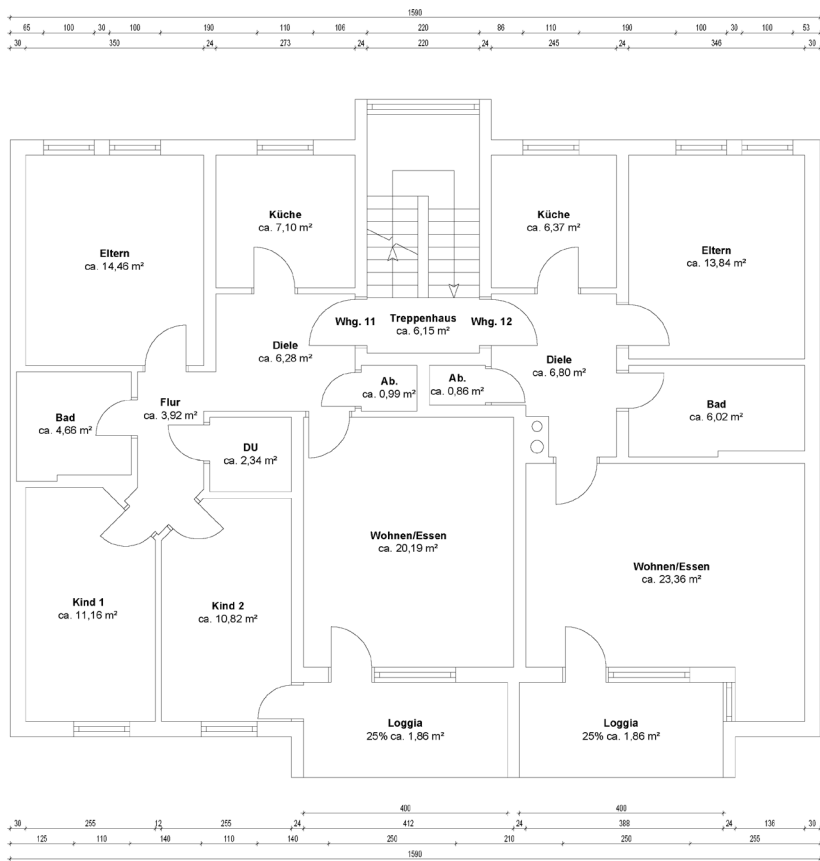 1590
65 100 30 100 190 110 106 220 86 110 190 100 30 100 53
30 350 24 273 24 220 24 245 24 346 30
Küche
ca. 7,10 m²
Küche
ca. 6,37 m²
Eltern
ca. 14,46 m²
Eltern
ca. 13,84 m²
Whg. 11
Treppenhaus
ca. 6,15 m²
Whg. 12
Diele
ca. 6,28 m²
Diele
ca. 6,80 m²
Ab.
ca. 0,99 m²
Ab.
ca. 0,86 m²
Flur
ca. 3,92 m²
Bad
ca. 4,66 m²
Bad
ca. 6,02 m²
DU
ca. 2,34 m²
Wohnen/Essen
ca. 20,19 m²
Wohnen/Essen
ca. 23,36 m²
Kind 1
ca. 11,16 m²
Kind 2
ca. 10,82 m²
Loggia
25% ca. 1,86 m²
Loggia
25% ca. 1,86 m²
400 400
30 255 12 255 24 412 24 388 24 136 30
125 110 140 110 140 250 210 250 265
1590